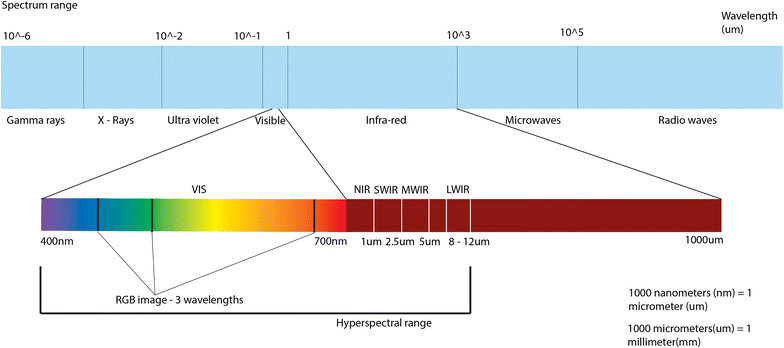 Spectrum range
Wavelength
(um)
10^-6
10^-2
10^-1
1
10^3
10^5
Gamma rays
X - Rays
Ultra violet
Visible
Infra-red
Microwaves
Radio waves
VIS
NIR
SWIR
MWIR
LWIR
400nm
700nm
1um
2.5um
5um
8 - 12um
1000um
RGB image - 3 wavelengths
Hyperspectral range
1000 nanometers (nm) = 1
micrometer (um)
1000 micrometers(um) = 1
millimeter(mm)